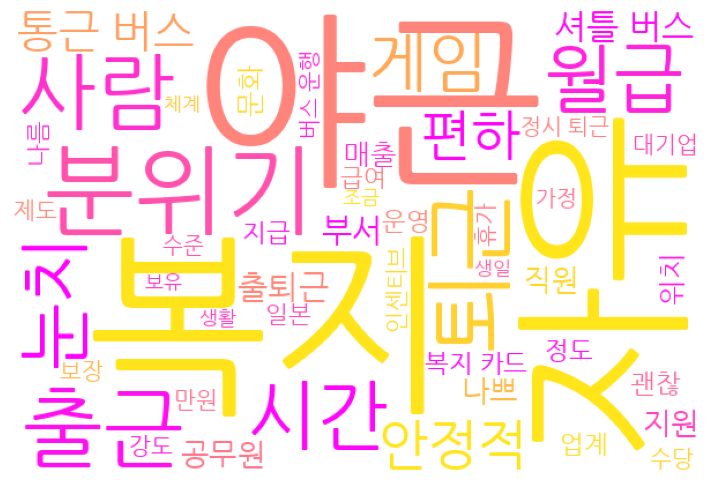 통근 버스
사람
야근
문화
체계
버스 운행
게임
셔틀 버스
월급
나름
분위기
매출
편하
정시 퇴근
대기업
급여
조금
제도
지급
부서
운영
휴가
가정
자유
눈치
수준
보유
복지
출퇴근
일본
생활
인센티브
퇴근
생일
직원
위치
보장
만원
출근
강도
공무원
시간
복지 카드
정도
나쁘
괜찮
안정적
업계
지원
수당